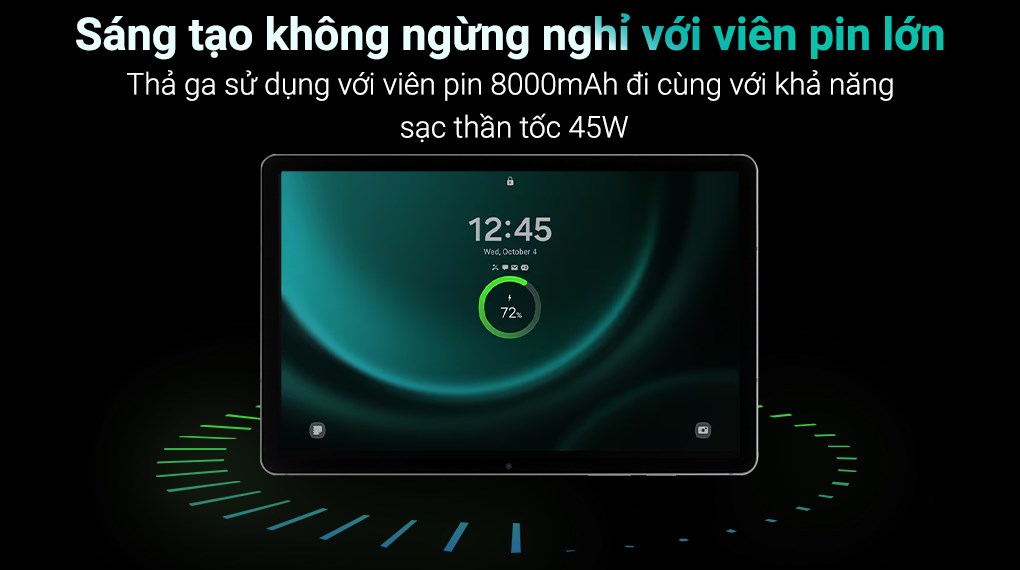 Sáng tạo không ngừng nghỉ với viên pin lớn
Thả ga sử dụng với viên pin 8000mAh đi cùng với khả năng
sạc thần tốc 45W
12:45
Wed, October 4
72%